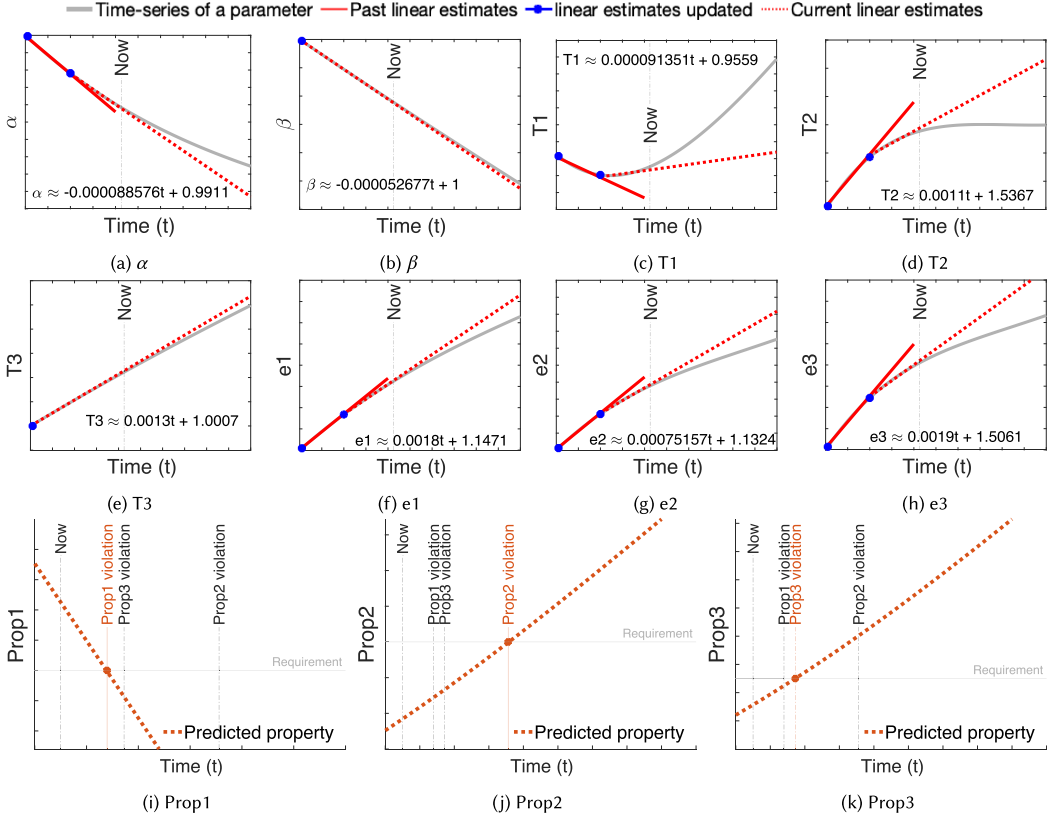 Time-series of a parameter Past linear estimates linear estimates updated Current linear estimates
Now
α
α ≈ -0.000088576t + 0.9911
Time (t)
(a) α
Now
β
β ≈ -0.000052677t + 1
Time (t)
(b) β
T1 ≈ 0.000091351t + 0.9559
Now
T1
Time (t)
(c) T1
Now
T2
T2 ≈ 0.0011t + 1.5367
Time (t)
(d) T2
Now
T3
T3 ≈ 0.0013t + 1.0007
Time (t)
(e) T3
Now
e1
e1 ≈ 0.0018t + 1.1471
Time (t)
(f) e1
Now
e2
e2 ≈ 0.00075157t + 1.1324
Time (t)
(g) e2
Now
e3
e3 ≈ 0.0019t + 1.5061
Time (t)
(h) e3
Now
Prop1 violation
Prop3 violation
Prop2 violation
Prop1
Requirement
Predicted property
Time (t)
(i) Prop1
Now
Prop1 violation
Prop3 violation
Prop2 violation
Prop2
Requirement
Predicted property
Time (t)
(j) Prop2
Now
Prop1 violation
Prop3 violation
Prop2 violation
Prop3
Requirement
Predicted property
Time (t)
(k) Prop3